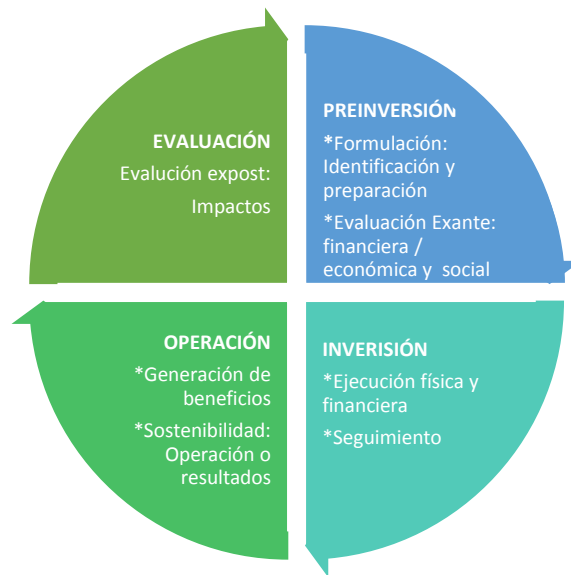 EVALUACIÓN
Evalución expost:
Impactos
PREINVERSIÓN
*Formulación:
Identificación y
preparación
*Evaluación Exante:
financiera /
económica y social
OPERACIÓN
*Generación de
beneficios
*Sostenibilidad:
Operación o
resultados
INVERISIÓN
*Ejecución física y
financiera
*Seguimiento